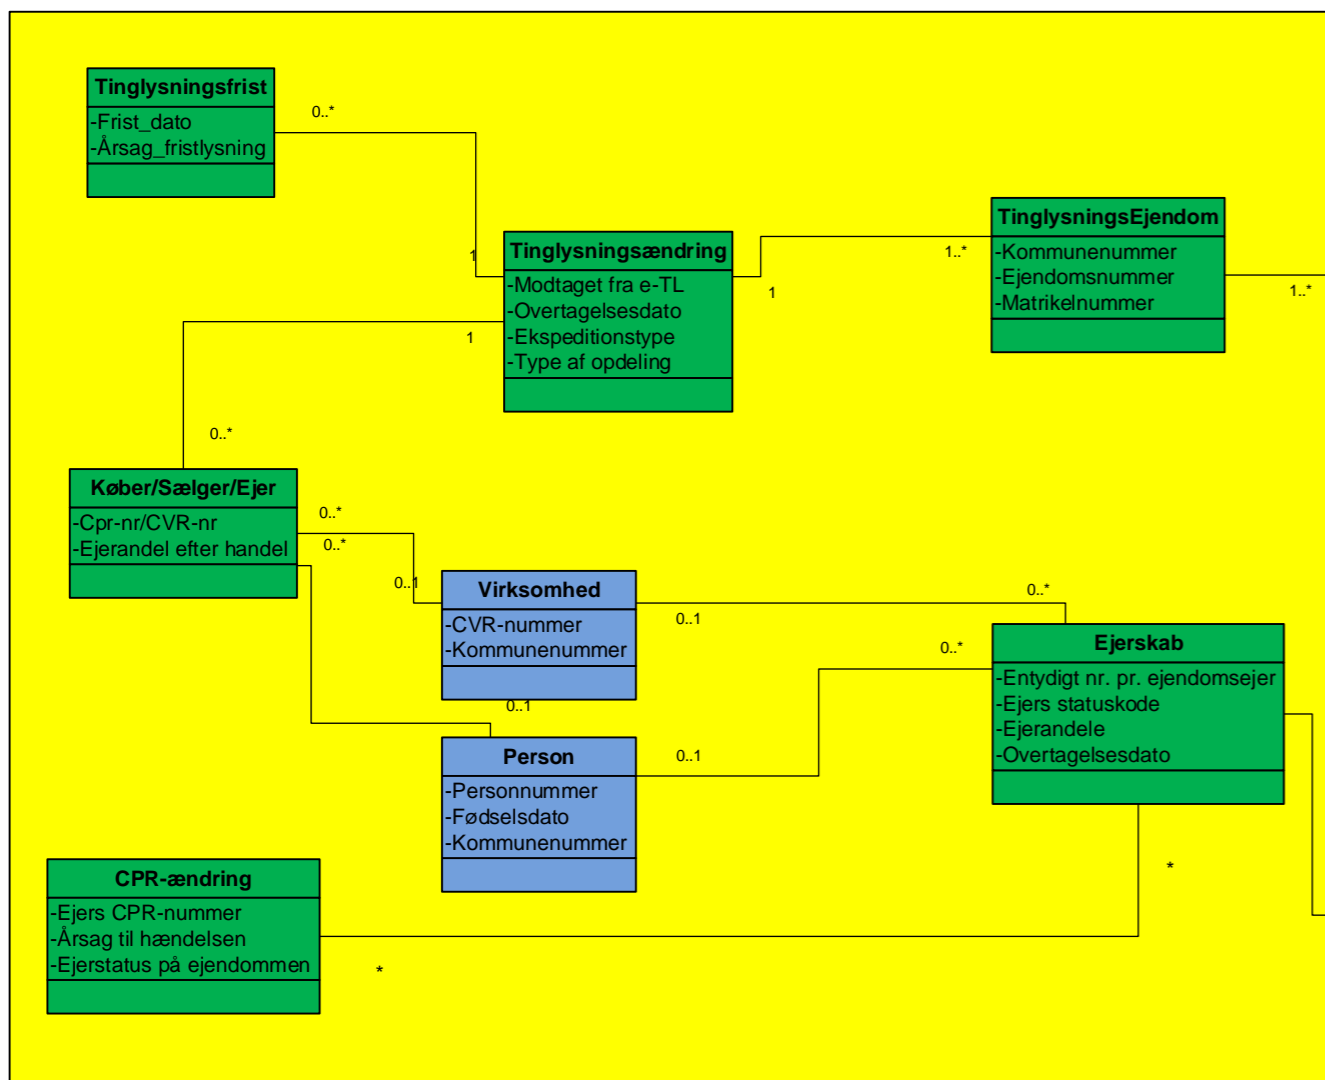 Tinglysningsfrist
-Frist_dato
-Årsag_fristlysning
0..*
1
Tinglysningsændring
-Modtaget fra e-TL
-Overtagelsesdato
-Ekspeditionstype
-Type af opdeling
1
1..*
TinglysningsEjendom
-Kommunenummer
-Ejendomsnummer
-Matrikelnummer
1..*
1
0..*
Køber/Sælger/Ejer
-Cpr-nr/CVR-nr
-Ejerandel efter handel
0..*
0..*
0..1
Virksomhed
-CVR-nummer
-Kommunenummer
0..1
0..*
0..1
Person
-Personnummer
-Fødselsdato
-Kommunenummer
0..1
0..*
Ejerskab
-Entydigt nr. pr. ejendomsejer
-Ejers statuskode
-Ejerandele
-Overtagelsesdato
*
CPR-ændring
-Ejers CPR-nummer
-Årsag til hændelsen
-Ejerstatus på ejendommen
*